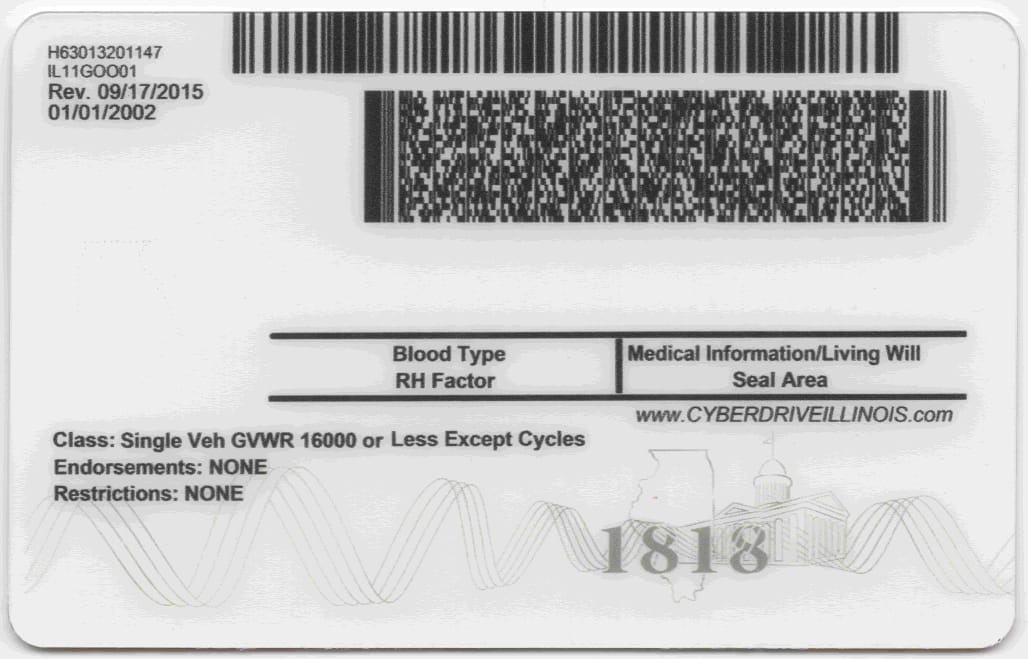 H63013201147
IL11GOO01
Rev. 09/17/2015
01/01/2002
Blood Type
RH Factor
Medical Information/Living Will
Seal Area
www.CYBERDRIVEILLINOIS.com
Class: Single Veh GVWR 16000 or Less Except Cycles
Endorsements: NONE
Restrictions: NONE
1818